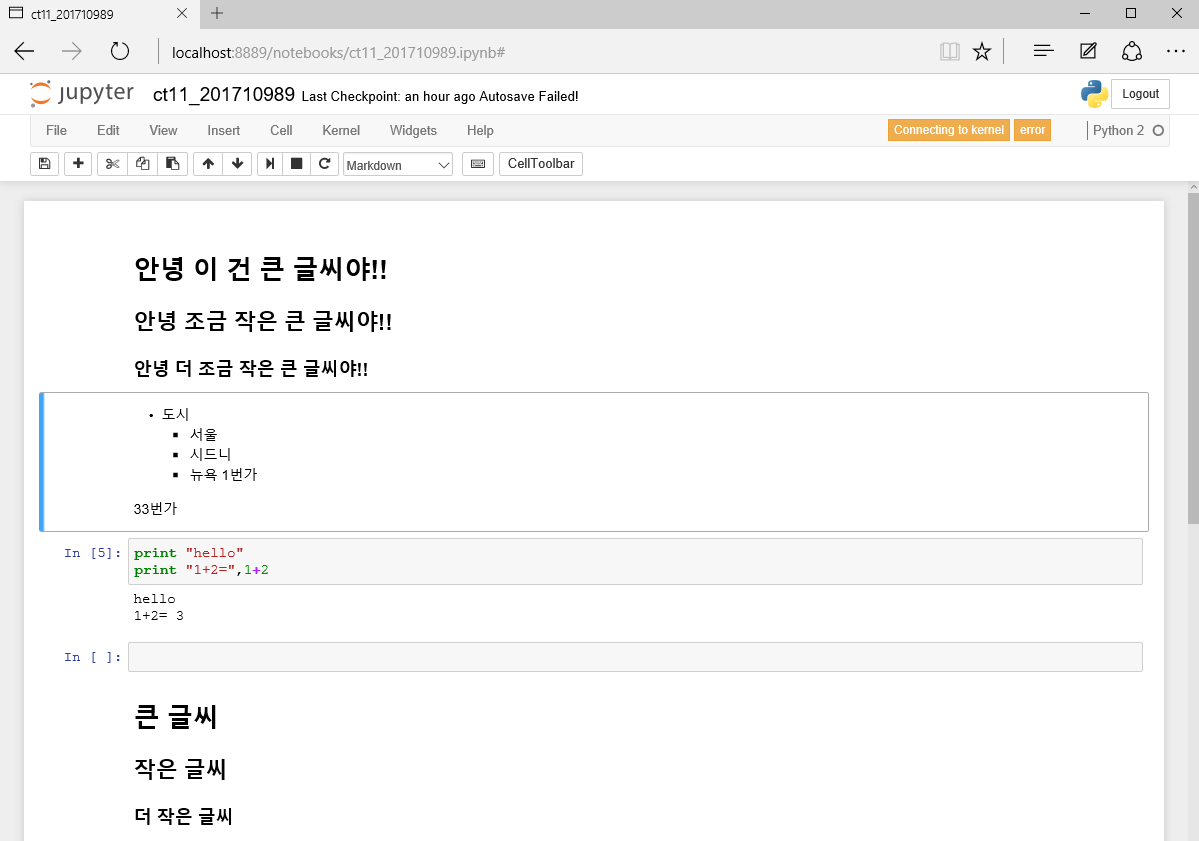 ct11_201710989
localhost:8889/notebooks/ct11_201710989.ipynb#
jupyter ct11_201710989 Last Checkpoint: an hour ago Autosave Failed!
Logout
File Edit View Insert Cell Kernel Widgets Help
Connecting to kernel error Python 2
Markdown CellToolbar
안녕 이 건 큰 글씨야!!
안녕 조금 작은 큰 글씨야!!
안녕 더 조금 작은 큰 글씨야!!
• 도시
▪ 서울
▪ 시드니
▪ 뉴욕 1번가
33번가
In [5]: print "hello"
print "1+2=",1+2
hello
1+2= 3
In [ ]:
큰 글씨
작은 글씨
더 작은 글씨